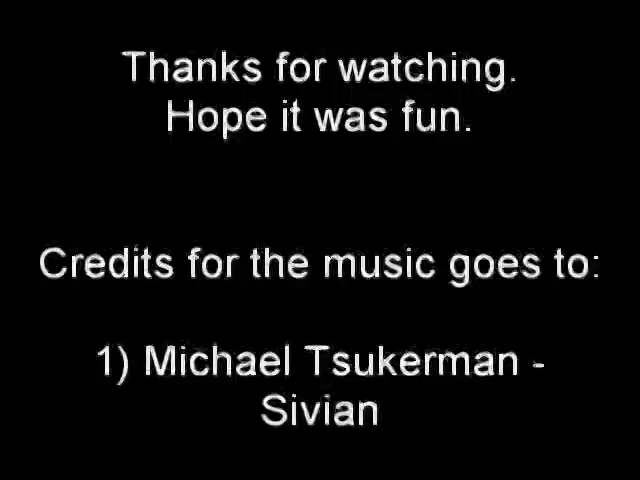 Thanks for watching.
Hope it was fun.
Credits for the music goes to:
1) Michael Tsukerman -
Sivian